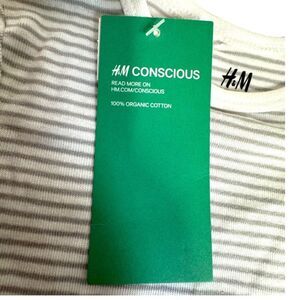 H&M CONSCIOUS
READ MORE ON
HM.COM/CONSCIOUS
100% ORGANIC COTTON
H&M